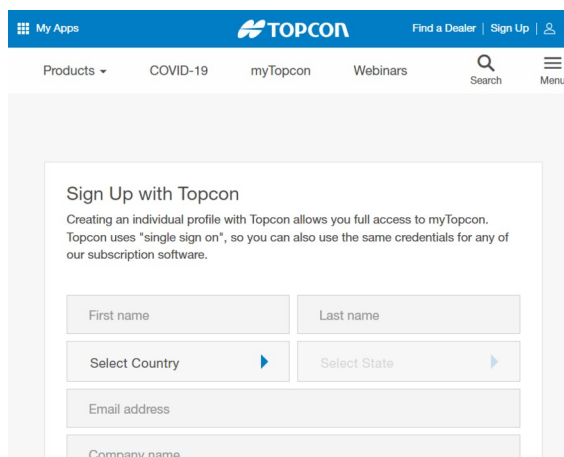 My Apps TOPCON Find a Dealer | Sign Up |
Products COVID-19 myTopcon Webinars Search Menu
Sign Up with Topcon
Creating an individual profile with Topcon allows you full access to myTopcon.
Topcon uses "single sign on", so you can also use the same credentials for any of
our subscription software.
First name Last name
Select Country Select State
Email address
Company name